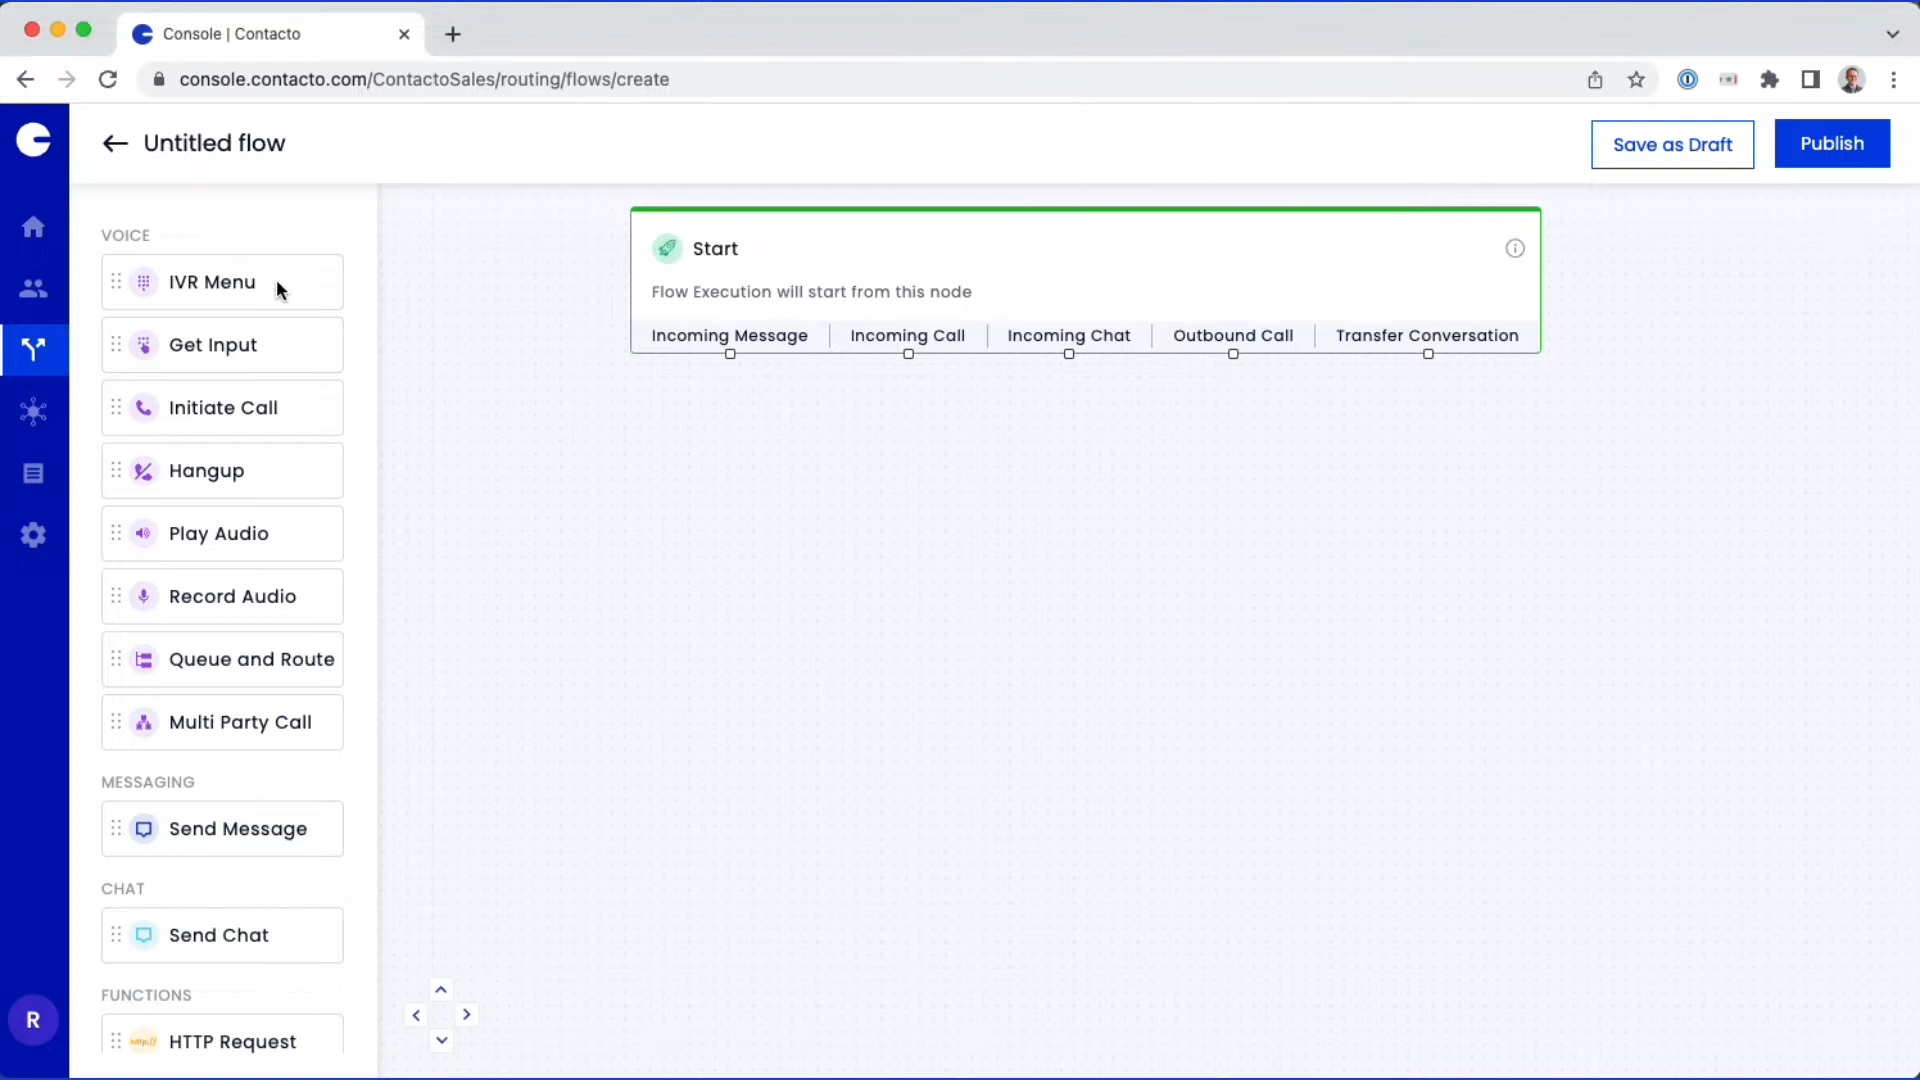 Console | Contacto
console.contacto.com/ContactoSales/routing/flows/create
Untitled flow
Save as Draft
Publish
VOICE
IVR Menu
Get Input
Initiate Call
Hangup
Play Audio
Record Audio
Queue and Route
Multi Party Call
MESSAGING
Send Message
CHAT
Send Chat
FUNCTIONS
http://
HTTP Request
R
Start
Flow Execution will start from this node
Incoming Message
Incoming Call
Incoming Chat
Outbound Call
Transfer Conversation